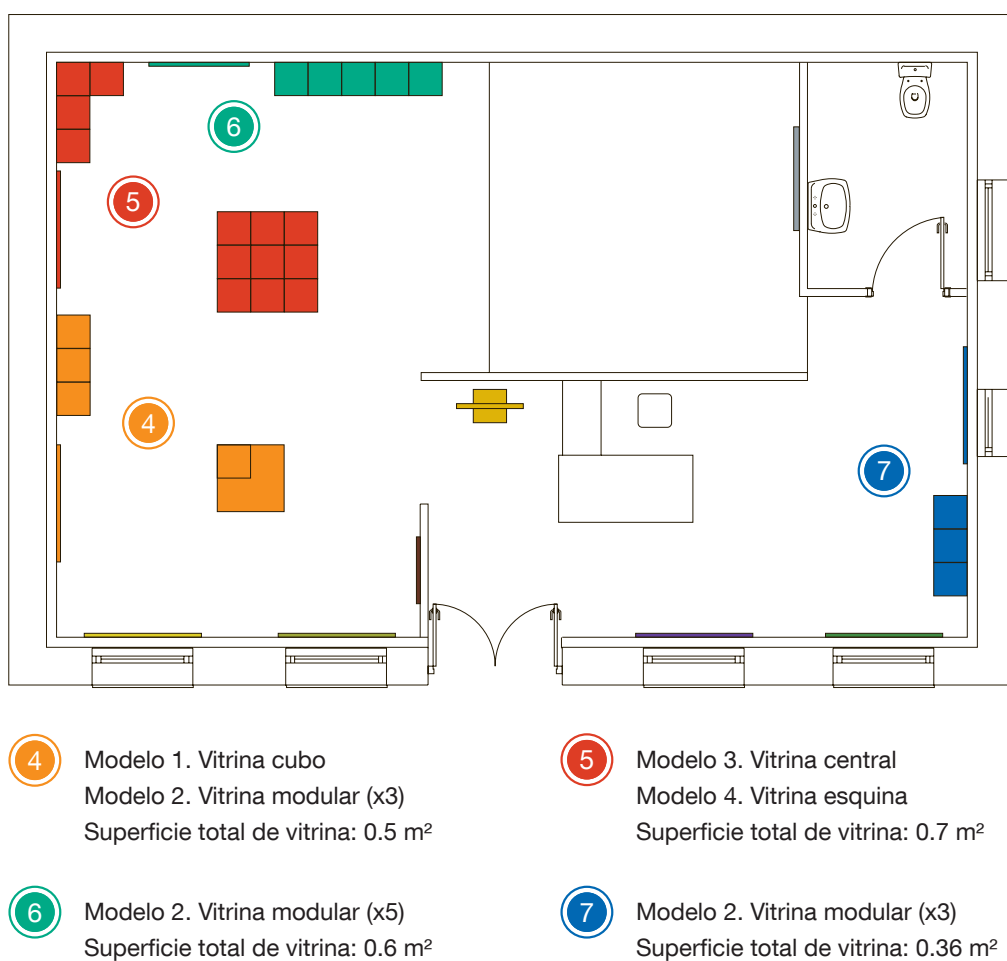 6
5
4
7
4
Modelo 1. Vitrina cubo
Modelo 2. Vitrina modular (x3)
Superficie total de vitrina: 0.5 m²
5
Modelo 3. Vitrina central
Modelo 4. Vitrina esquina
Superficie total de vitrina: 0.7 m²
6
Modelo 2. Vitrina modular (x5)
Superficie total de vitrina: 0.6 m²
7
Modelo 2. Vitrina modular (x3)
Superficie total de vitrina: 0.36 m²